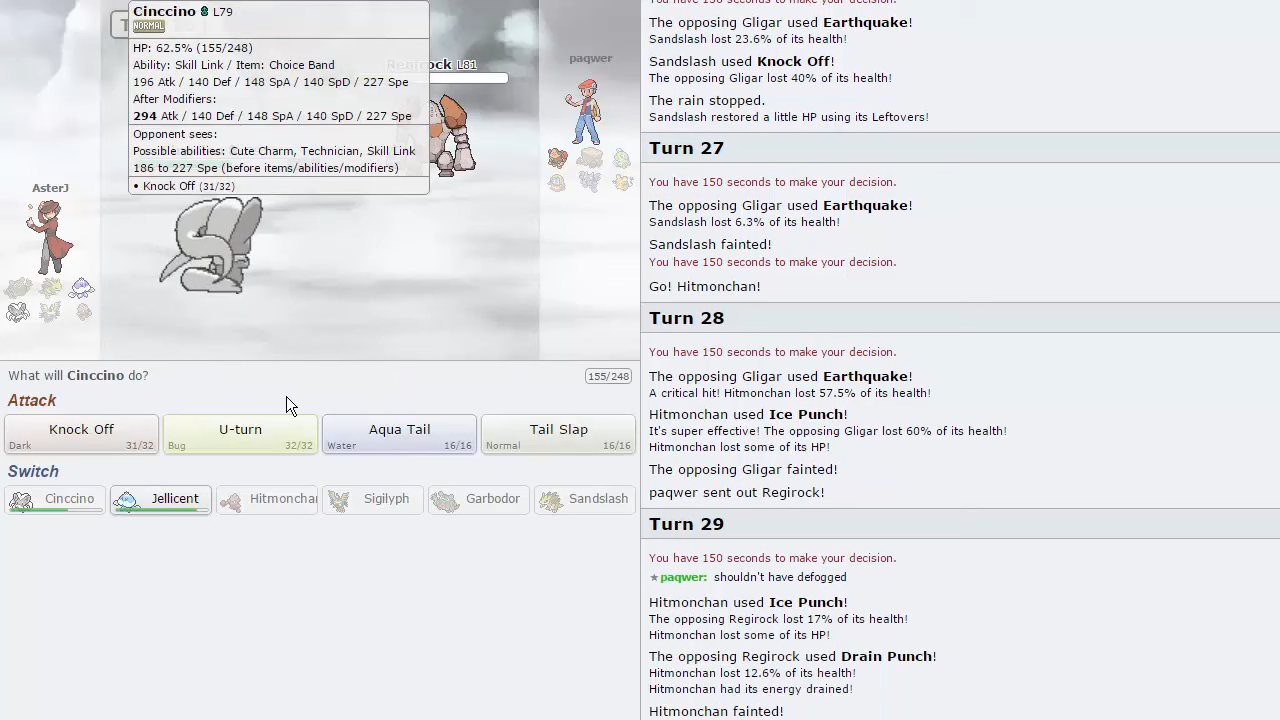 Cinccino L79
NORMAL
HP: 62.5% (155/248)
Ability: Skill Link / Item: Choice Band
196 Atk / 140 Def / 148 SpA / 140 SpD / 227 Spe
After Modifiers:
294 Atk / 140 Def / 148 SpA / 140 SpD / 227 Spe
Opponent sees:
Possible abilities: Cute Charm, Technician, Skill Link
186 to 227 Spe (before items/abilities/modifiers)
• Knock Off (31/32)
L81
paqwer
AsterJ
What will Cinccino do?
155/248
Attack
Knock Off
Dark 31/32
U-turn
Bug 32/32
Aqua Tail
Water 16/16
Tail Slap
Normal 16/16
Switch
Cinccino
Jellicent
Hitmonchan
Sigilyph
Garbodor
Sandslash
The opposing Gligar used Earthquake!
Sandslash lost 23.6% of its health!
Sandslash used Knock Off!
The opposing Gligar lost 40% of its health!
The rain stopped.
Sandslash restored a little HP using its Leftovers!
Turn 27
You have 150 seconds to make your decision.
The opposing Gligar used Earthquake!
Sandslash lost 6.3% of its health!
Sandslash fainted!
You have 150 seconds to make your decision.
Go! Hitmonchan!
Turn 28
You have 150 seconds to make your decision.
The opposing Gligar used Earthquake!
A critical hit! Hitmonchan lost 57.5% of its health!
Hitmonchan used Ice Punch!
It's super effective! The opposing Gligar lost 60% of its health!
Hitmonchan lost some of its HP!
The opposing Gligar fainted!
paqwer sent out Regirock!
Turn 29
You have 150 seconds to make your decision.
★paqwer: shouldn't have defogged
Hitmonchan used Ice Punch!
The opposing Regirock lost 17% of its health!
Hitmonchan lost some of its HP!
The opposing Regirock used Drain Punch!
Hitmonchan lost 12.6% of its health!
Hitmonchan had its energy drained!
Hitmonchan fainted!